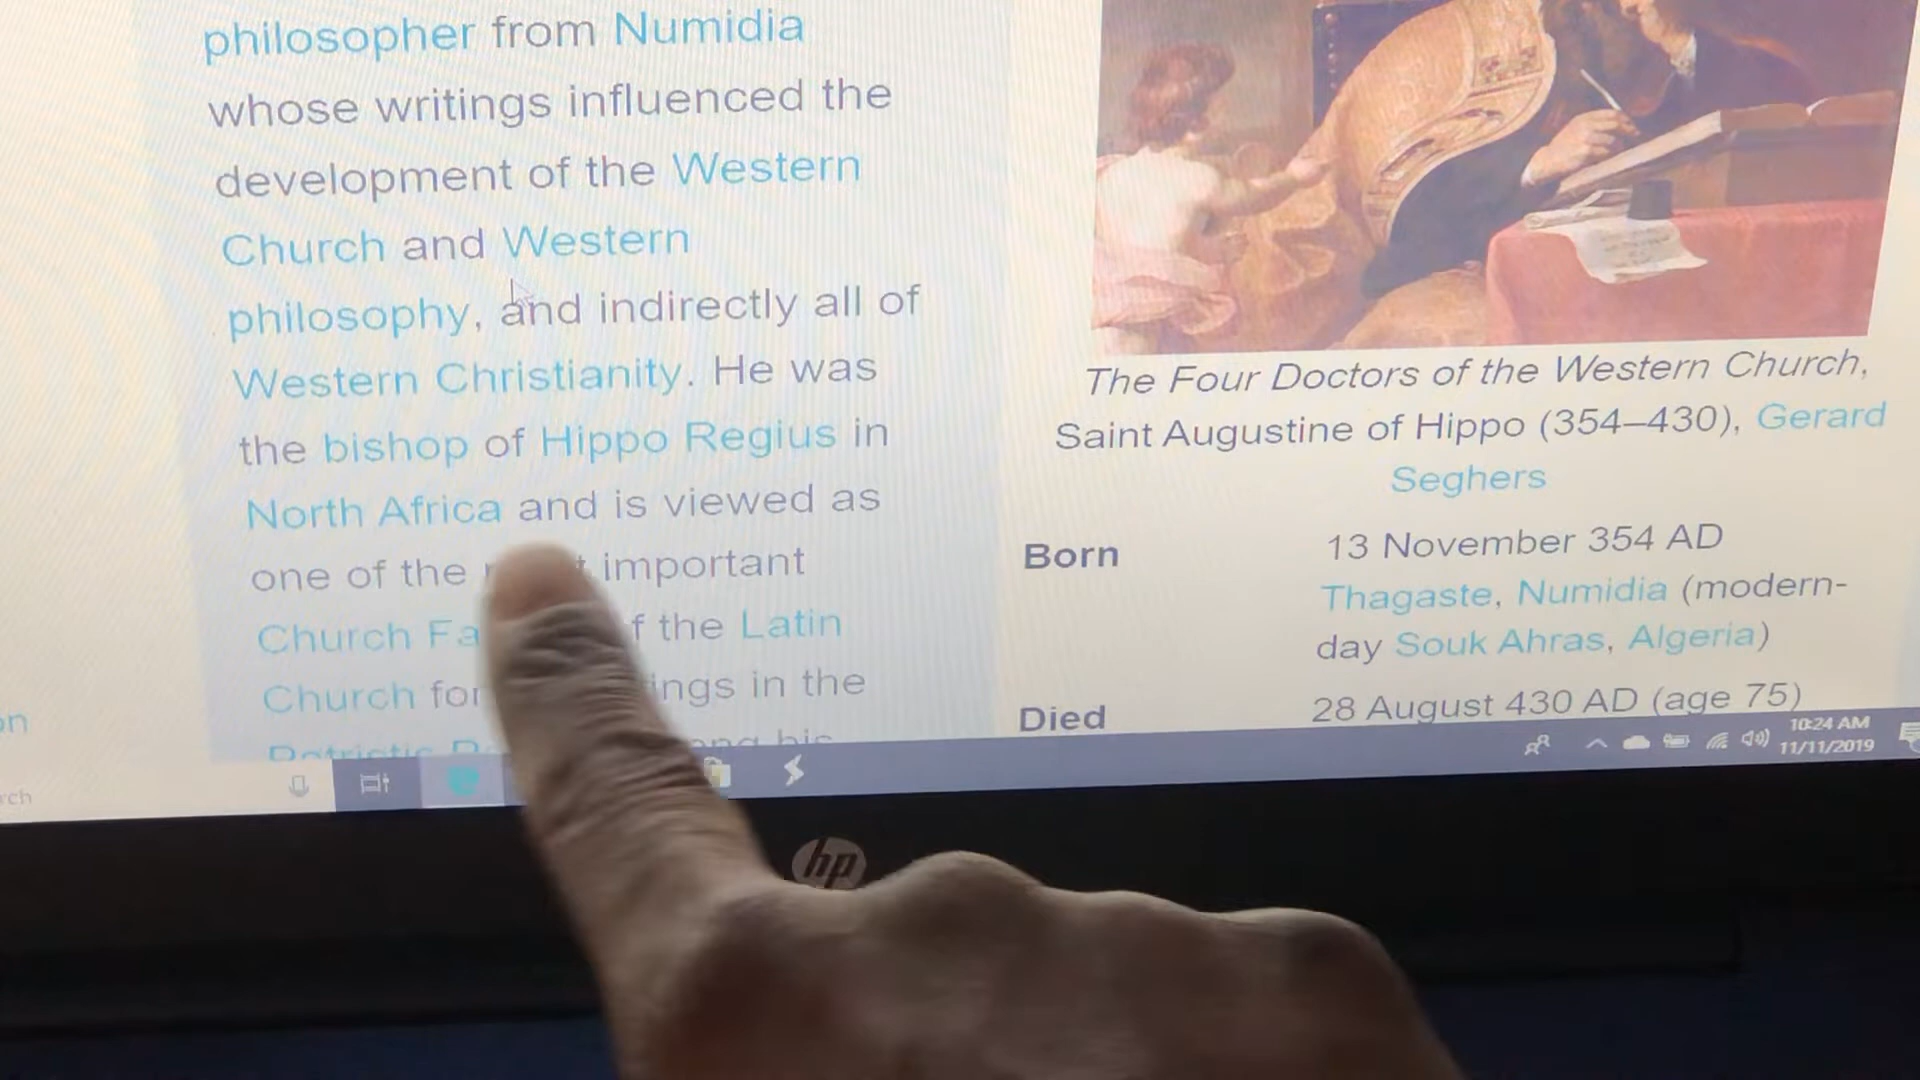 philosopher from Numidia
whose writings influenced the
development of the Western
Church and Western
philosophy, and indirectly all of
Western Christianity. He was
the bishop of Hippo Regius in
North Africa and is viewed as
one of the important
Church the Latin
Church in the
The Four Doctors of the Western Church,
Saint Augustine of Hippo (354–430), Gerard
Seghers
Born 13 November 354 AD
Thagaste, Numidia (modern-
day Souk Ahras, Algeria)
Died 28 August 430 AD (age 75)
10:24 AM
11/11/2019
hp